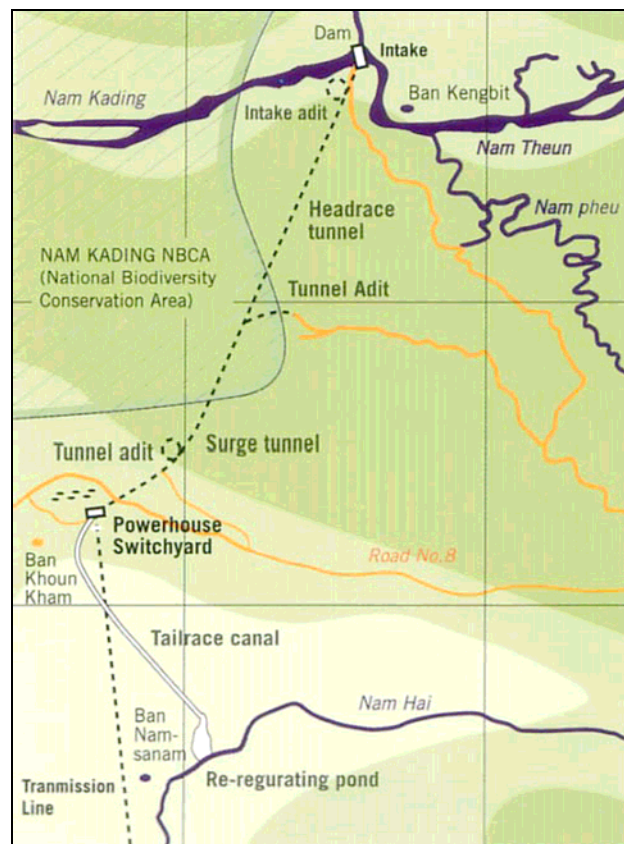 Dam
Intake
Nam Kading
Intake adit
Ban Kengbit
Nam Theun
Headrace
tunnel
Nam pheu
NAM KADING NBCA
(National Biodiversity
Conservation Area)
Tunnel Adit
Tunnel adit
Surge tunnel
Powerhouse
Switchyard
Ban
Khoun
Kham
Road No.8
Tailrace canal
Ban
Nam-
sanam
Nam Hai
Re-regurating pond
Tranmission
Line